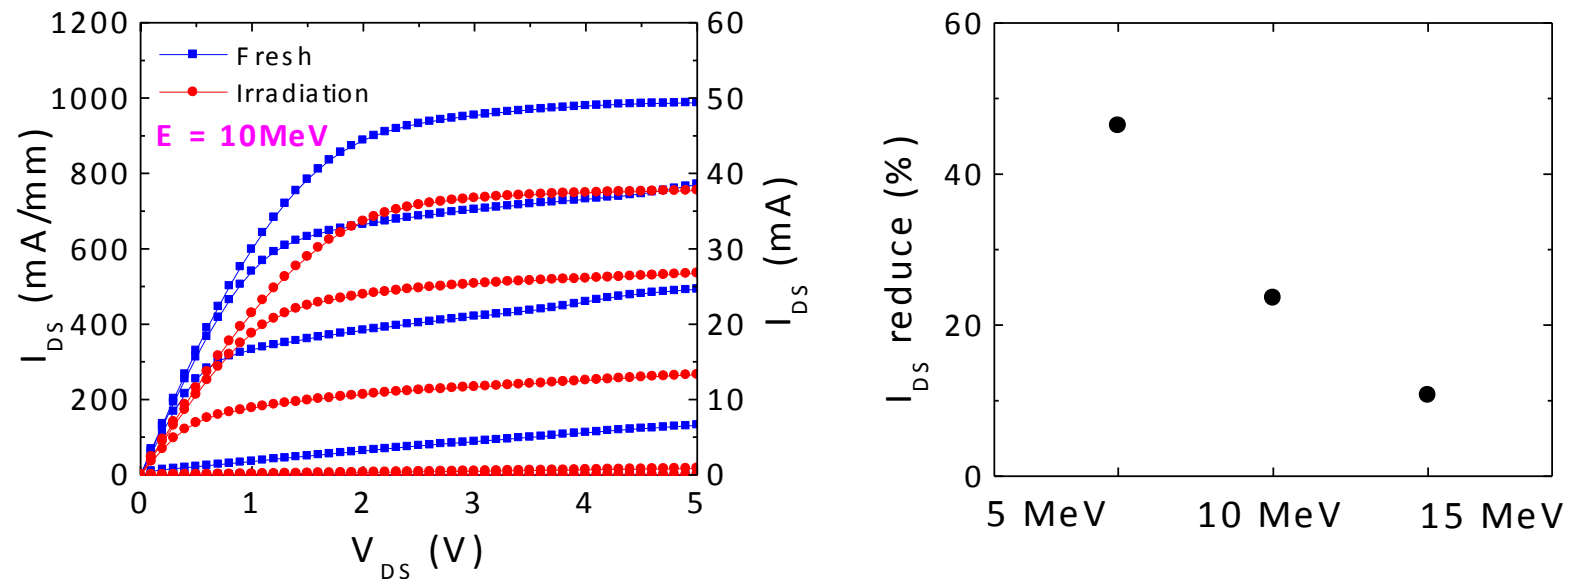 1200
1000
800
600
400
200
0
I_DS (mA/mm)
Fresh
Irradiation
E = 10MeV
60
50
40
30
20
10
0
I_DS (mA)
0 1 2 3 4 5
V_DS (V)
60
40
20
0
I_DS reduce (%)
5 MeV 10 MeV 15 MeV